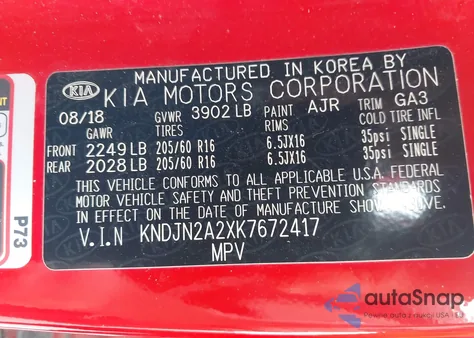 MANUFACTURED IN KOREA BY
KIA KIA MOTORS CORPORATION
08/18 GVWR 3902 LB PAINT AJR TRIM GA3
GAWR TIRES RIMS COLD TIRE INFL
FRONT 2249 LB 205/60 R16 6.5JX16 35psi SINGLE
REAR 2028 LB 205/60 R16 6.5JX16 35psi SINGLE
THIS VEHICLE CONFORMS TO ALL APPLICABLE U.S.A. FEDERAL
MOTOR VEHICLE SAFETY AND THEFT PREVENTION STANDARDS
IN EFFECT ON THE DATE OF MANUFACTURE SHOWN ABOVE.
V.I.N KNDJN2A2XK7672417
MPV
P73
autoSnap